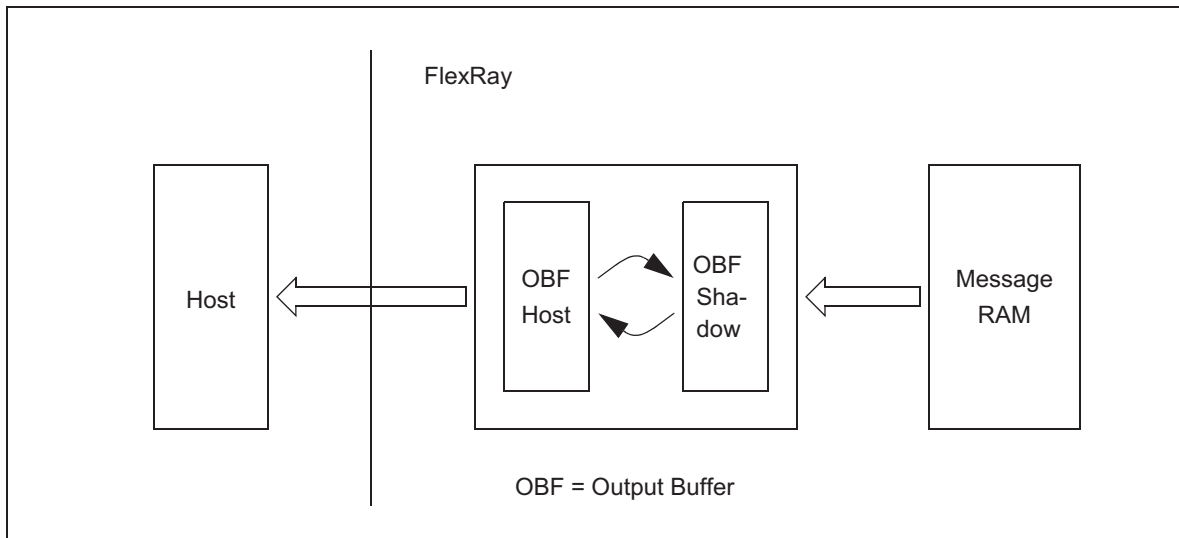 FlexRay
Host
OBF
Host
OBF
Sha-
dow
Message
RAM
OBF = Output Buffer